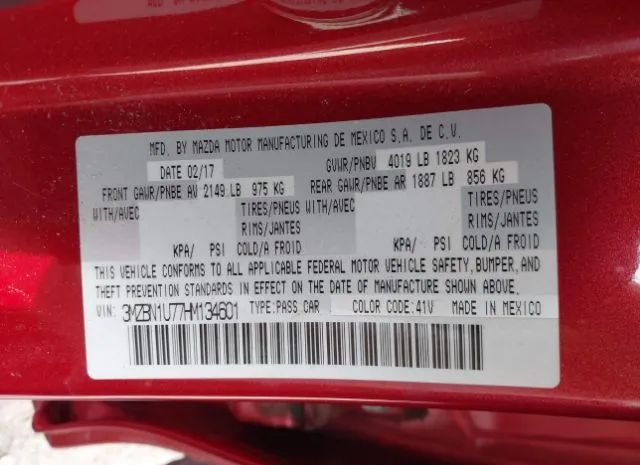 MFD. BY MAZDA MOTOR MANUFACTURING DE MEXICO S.A. DE C.V.
DATE 02/17 GVWR/PNBV 4019 LB 1823 KG
FRONT GAWR/PNBE AV 2149 LB 975 KG REAR GAWR/PNBE AR 1887 LB 856 KG
WITH/AVEC TIRES/PNEUS WITH/AVEC TIRES/PNEUS
RIMS/JANTES RIMS/JANTES
KPA/ PSI COLD/A FROID KPA/ PSI COLD/A FROID
THIS VEHICLE CONFORMS TO ALL APPLICABLE FEDERAL MOTOR VEHICLE SAFETY, BUMPER, AND
THEFT PREVENTION STANDARDS IN EFFECT ON THE DATE OF MANUFACTURE SHOWN ABOVE.
VIN: 3MZBN1U77HM134601 TYPE:PASS CAR COLOR CODE:41V MADE IN MEXICO